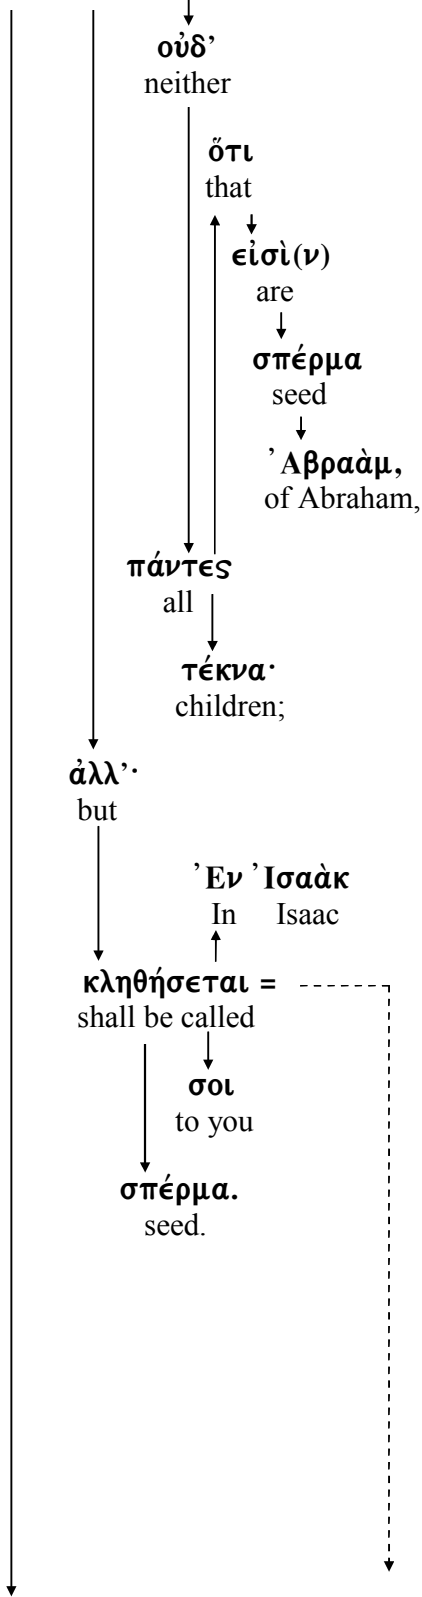 οὐδ’
neither
ὅτι
that
εἰσὶ(ν)
are
σπέρμα
seed
Ἀβραὰμ,
of Abraham,
πάντες
all
τέκνα·
children;
ἀλλ’·
but
Ἐν Ἰσαὰκ
In Isaac
κληθήσεται =
shall be called
σοι
to you
σπέρμα.
seed.